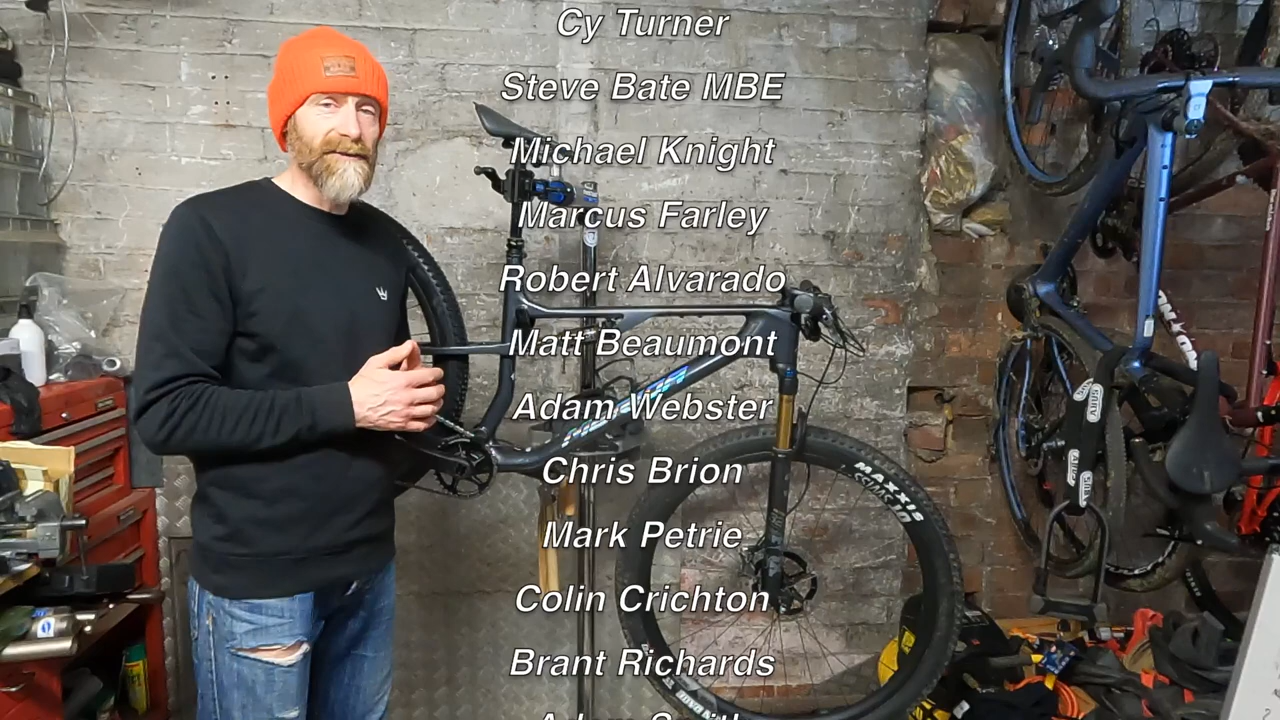 Cy Turner
Steve Bate MBE
Michael Knight
Marcus Farley
Robert Alvarado
Matt Beaumont
Adam Webster
Chris Brion
Mark Petrie
Colin Crichton
Brant Richards
MAXXIS
ABUS
ABUS
ABUS